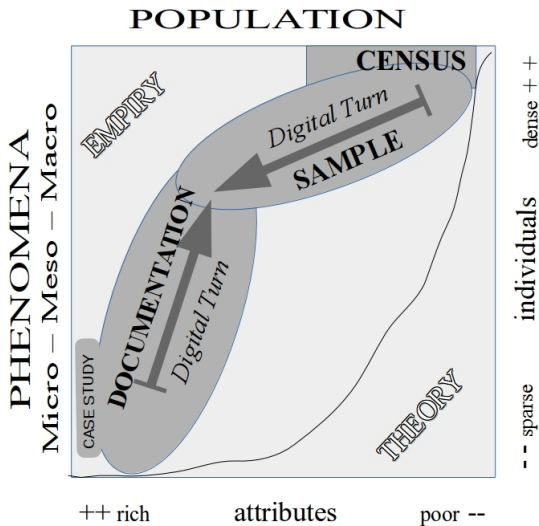 POPULATION
CENSUS
EMPIRY
Digital Turn
SAMPLE
PHENOMENA
Micro – Meso – Macro
DOCUMENTATION
Digital Turn
CASE STUDY
THEORY
dense + +
individuals
- - sparse
++ rich attributes poor --